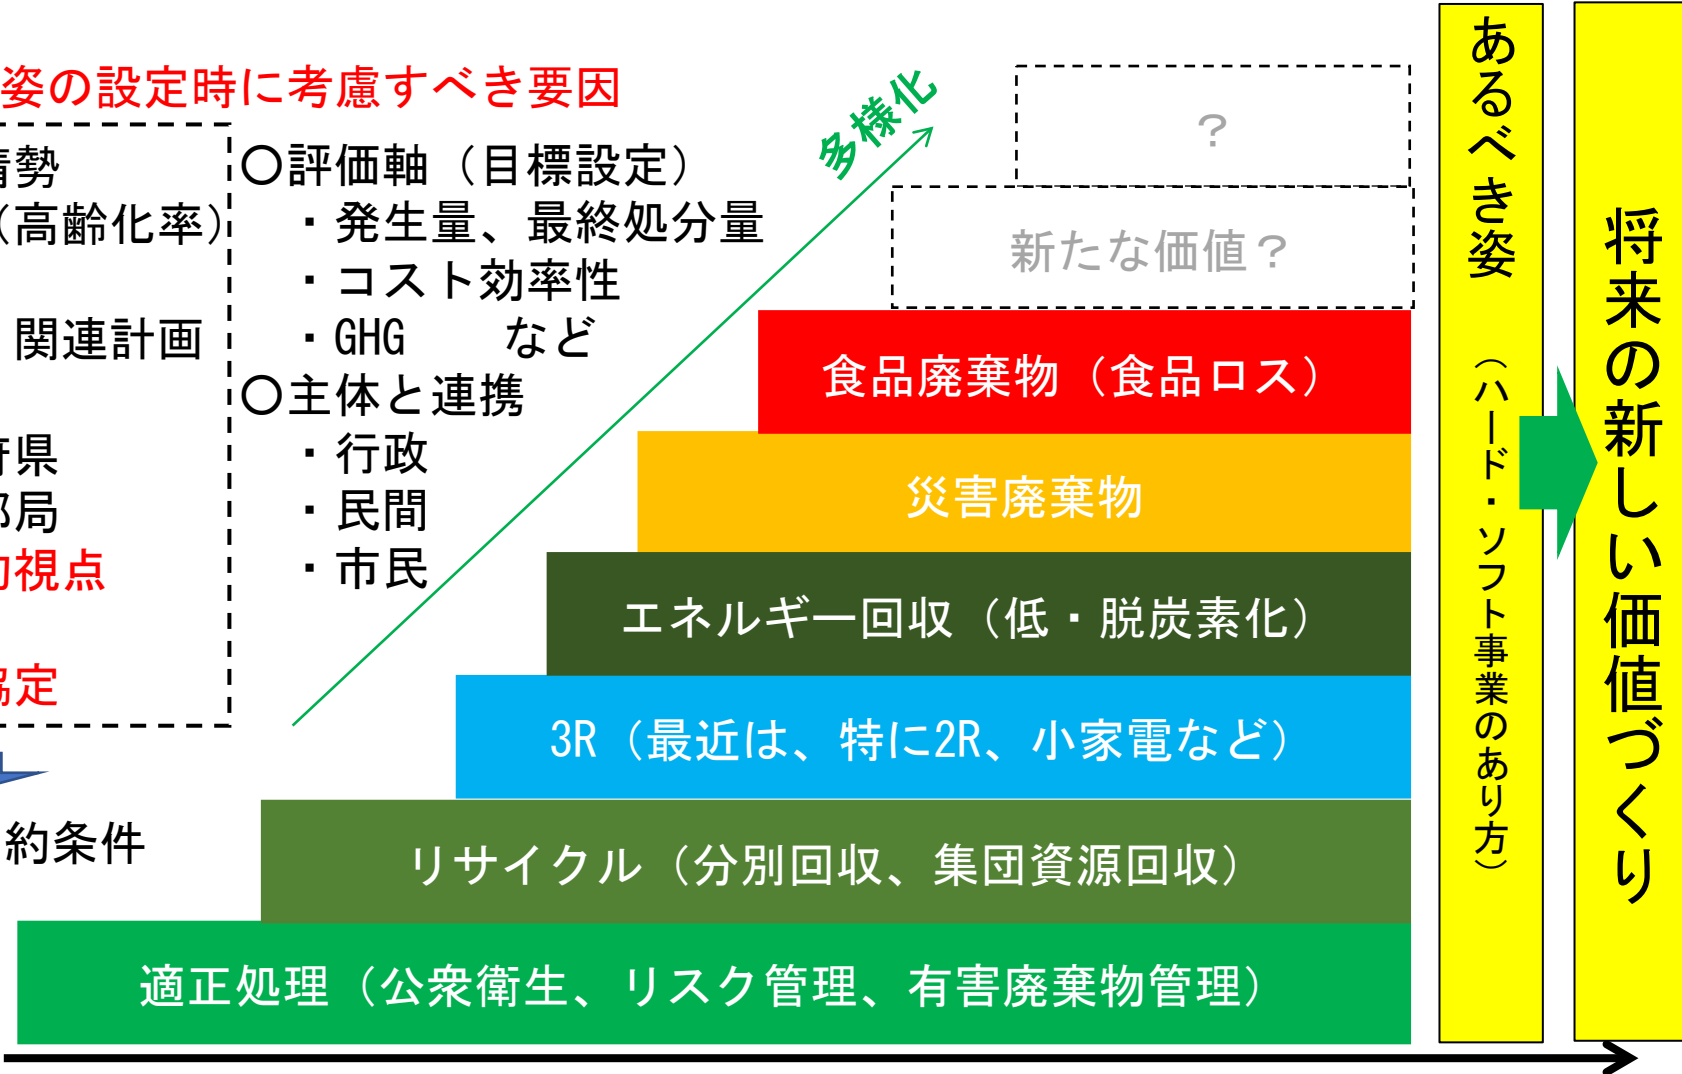 姿の設定時に考慮すべき要因
情勢
(高齢化率)
関連計画
府県
部局
的視点
協定
約条件
〇評価軸（目標設定）
・発生量、最終処分量
・コスト効率性
・GHG　　など
〇主体と連携
・行政
・民間
・市民
多様化
？
新たな価値？
食品廃棄物（食品ロス）
災害廃棄物
エネルギー回収（低・脱炭素化）
3R（最近は、特に2R、小家電など）
リサイクル（分別回収、集団資源回収）
適正処理（公衆衛生、リスク管理、有害廃棄物管理）
あるべき姿　（ハード・ソフト事業のあり方）
将来の新しい価値づくり